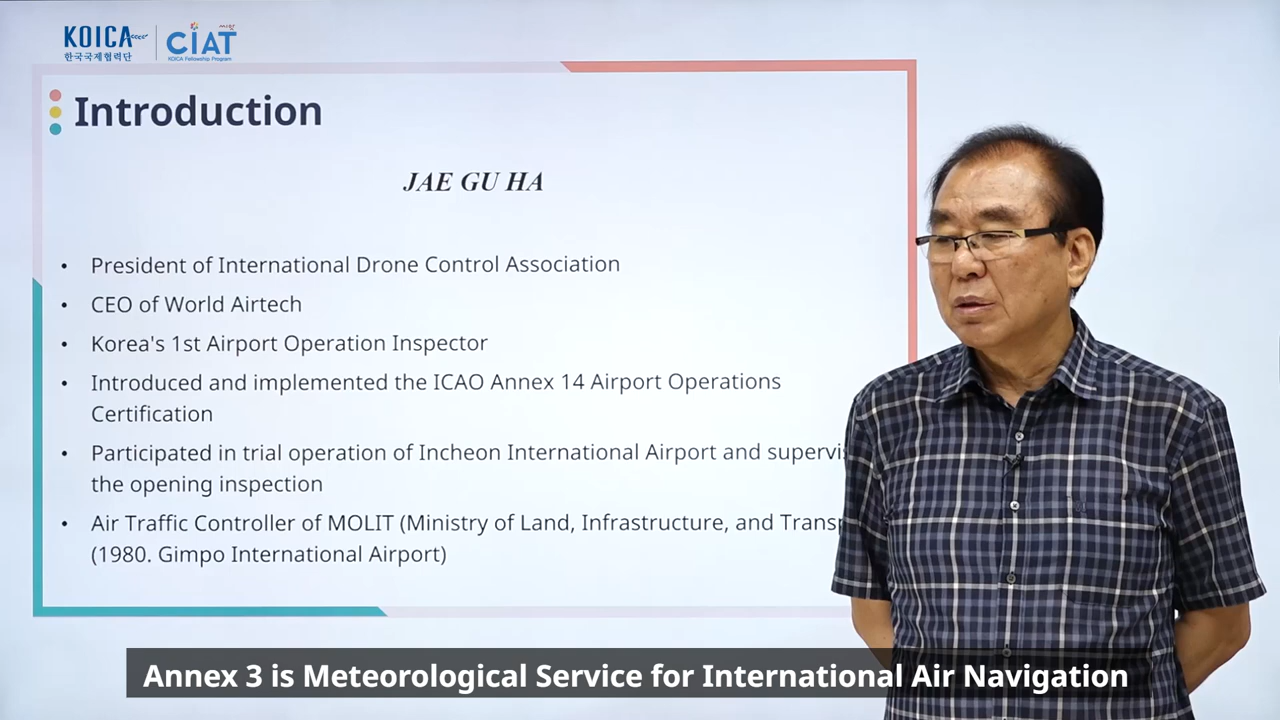 KOICA
한국국제협력단
CIAT
KOICA Fellowship Program
Introduction
JAE GU HA
• President of International Drone Control Association
• CEO of World Airtech
• Korea's 1st Airport Operation Inspector
• Introduced and implemented the ICAO Annex 14 Airport Operations
Certification
• Participated in trial operation of Incheon International Airport and supervi
the opening inspection
• Air Traffic Controller of MOLIT (Ministry of Land, Infrastructure, and Transp
(1980. Gimpo International Airport)
Annex 3 is Meteorological Service for International Air Navigation